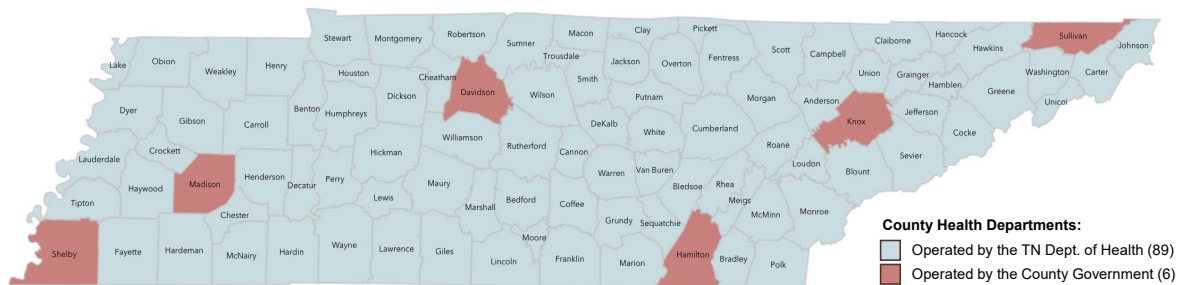 Pickett
Stewart
Montgomery
Robertson
Sumner
Macon
Clay
Scott
Campbell
Claiborne
Hancock
Hawkins
Sullivan
Johnson
Lake
Obion
Weakley
Henry
Houston
Cheatham
Trousdale
Smith
Jackson
Overton
Fentress
Union
Grainger
Hamblen
Greene
Washington
Carter
Unicoi
Dyer
Gibson
Carroll
Benton
Humphreys
Dickson
Davidson
Wilson
Putnam
Morgan
Anderson
Knox
Jefferson
Cocke
Lauderdale
Crockett
Hickman
Williamson
Rutherford
Cannon
DeKalb
White
Cumberland
Roane
Loudon
Blount
Sevier
Tipton
Haywood
Madison
Henderson
Decatur
Perry
Lewis
Maury
Marshall
Bedford
Coffee
Warren
Van Buren
Bledsoe
Rhea
Meigs
McMinn
Monroe
Shelby
Fayette
Hardeman
Chester
McNairy
Hardin
Wayne
Lawrence
Giles
Lincoln
Moore
Franklin
Grundy
Sequatchie
Marion
Hamilton
Bradley
Polk
County Health Departments:
Operated by the TN Dept. of Health (89)
Operated by the County Government (6)